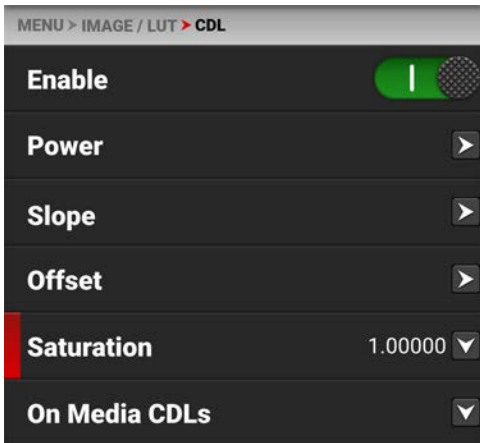 MENU > IMAGE / LUT > CDL
Enable
Power
Slope
Offset
Saturation 1.00000
On Media CDLs